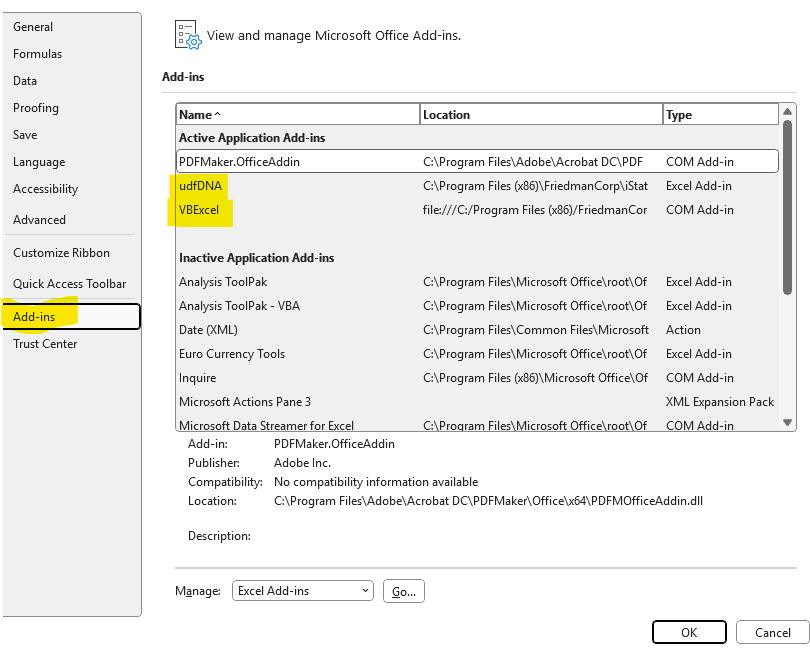 General
Formulas
Data
Proofing
Save
Language
Accessibility
Advanced
Customize Ribbon
Quick Access Toolbar
Add-ins
Trust Center
View and manage Microsoft Office Add-ins.
Add-ins
Name Location Type
Active Application Add-ins
PDFMaker.OfficeAddin C:\Program Files\Adobe\Acrobat DC\PDF COM Add-in
udfDNA C:\Program Files (x86)\FriedmanCorp\iStat Excel Add-in
VBExcel file:///C:/Program Files (x86)/FriedmanCor COM Add-in
Inactive Application Add-ins
Analysis ToolPak C:\Program Files\Microsoft Office\root\Of Excel Add-in
Analysis ToolPak - VBA C:\Program Files\Microsoft Office\root\Of Excel Add-in
Date (XML) C:\Program Files\Common Files\Microsoft Action
Euro Currency Tools C:\Program Files\Microsoft Office\root\Of Excel Add-in
Inquire C:\Program Files (x86)\Microsoft Office\Of COM Add-in
Microsoft Actions Pane 3 XML Expansion Pack
Microsoft Data Streamer for Excel C:\Program Files\Microsoft Office\root\Of COM Add-in
Add-in: PDFMaker.OfficeAddin
Publisher: Adobe Inc.
Compatibility: No compatibility information available
Location: C:\Program Files\Adobe\Acrobat DC\PDFMaker\Office\x64\PDFMOfficeAddin.dll
Description:
Manage: Excel Add-ins Go...
OK Cancel